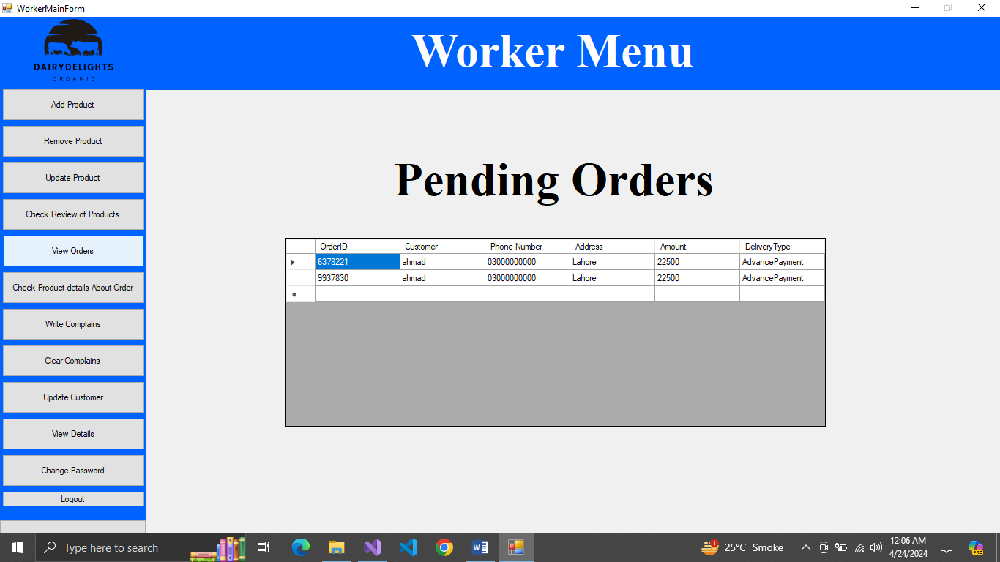 WorkerMainForm
DAIRYDELIGHTS
ORGANIC
Worker Menu
Add Product
Remove Product
Update Product
Check Review of Products
View Orders
Check Product details About Order
Write Complains
Clear Complains
Update Customer
View Details
Change Password
Logout
Pending Orders
OrderID Customer Phone Number Address Amount DeliveryType
6378221 ahmad 03000000000 Lahore 22500 AdvancePayment
9937830 ahmad 03000000000 Lahore 22500 AdvancePayment
Type here to search
1
25°C Smoke
12:06 AM
4/24/2024
PRE